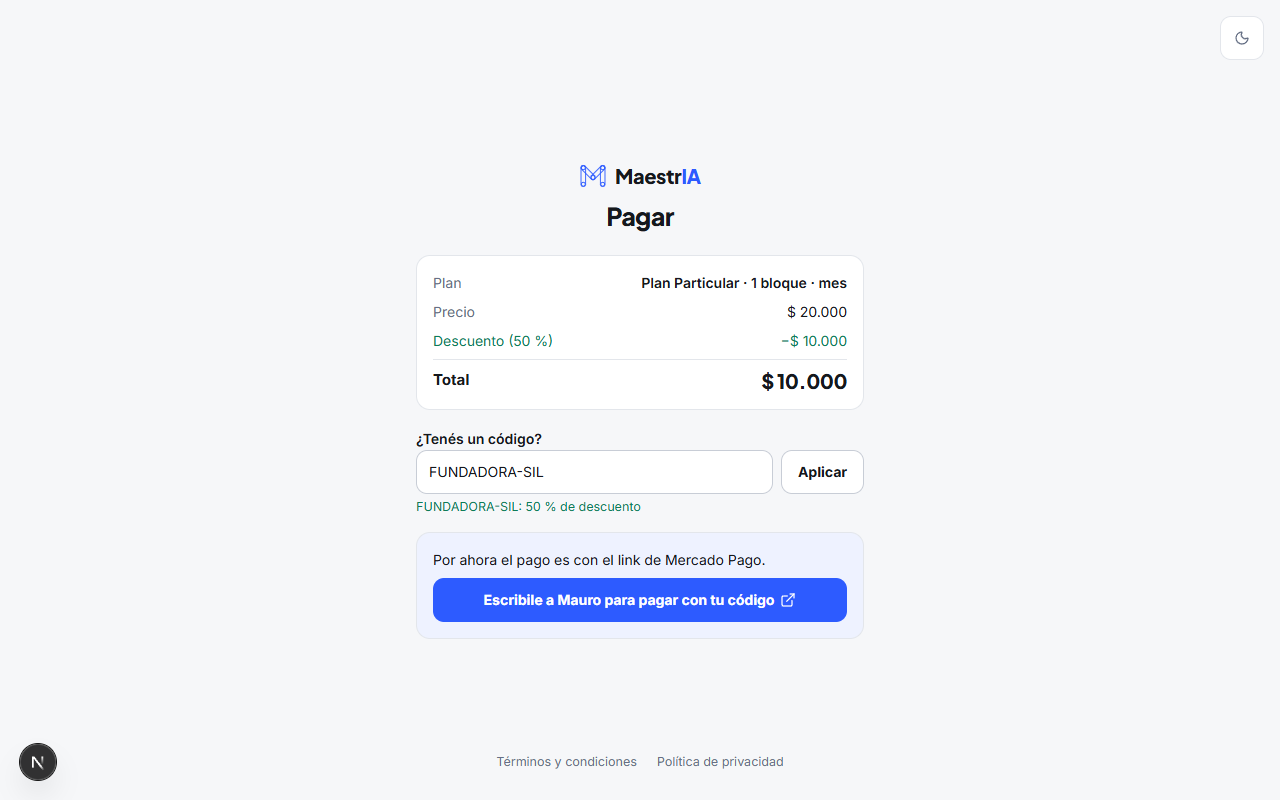 MaestrIA
Pagar
Plan Plan Particular · 1 bloque · mes
Precio $ 20.000
Descuento (50 %) −$ 10.000
Total $ 10.000
¿Tenés un código?
FUNDADORA-SIL Aplicar
FUNDADORA-SIL: 50 % de descuento
Por ahora el pago es con el link de Mercado Pago.
Escribile a Mauro para pagar con tu código
N
Términos y condiciones Política de privacidad